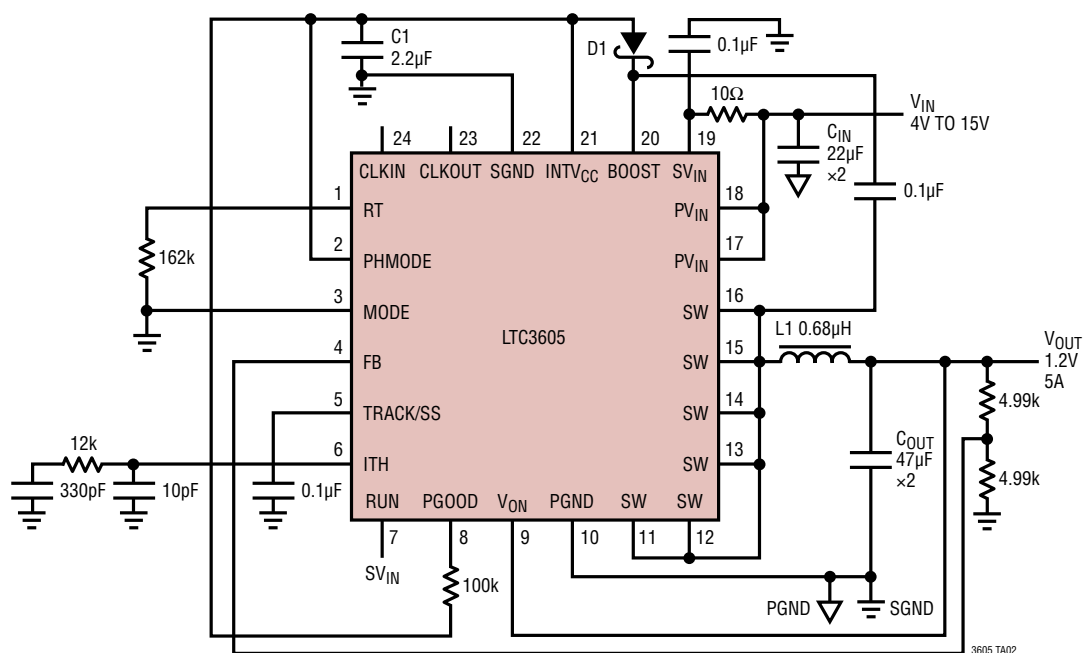 C1
2.2µF
D1
0.1µF
10Ω
VIN
4V TO 15V
CIN
22µF
×2
0.1µF
24
23
22
21
20
19
CLKIN
CLKOUT
SGND
INTVCC
BOOST
SVIN
1
RT
PVIN
18
162k
2
PHMODE
PVIN
17
3
MODE
SW
16
LTC3605
L1 0.68µH
4
FB
SW
15
VOUT
1.2V
5A
5
TRACK/SS
SW
14
4.99k
12k
6
ITH
SW
13
COUT
47µF
×2
330pF
10pF
0.1µF
4.99k
RUN
PGOOD
VON
PGND
SW
SW
7
8
9
10
11
12
SVIN
100k
PGND
SGND
3605 TA02